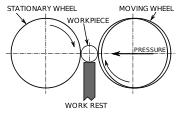 STATIONARY WHEEL
MOVING WHEEL
WORKPIECE
PRESSURE
WORK REST